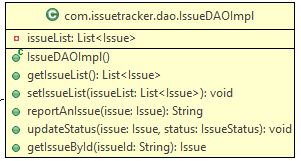 com.issuetracker.dao.IssueDAOImpl
issueList: List<Issue>
IssueDAOImpl()
getIssueList(): List<Issue>
setIssueList(issueList: List<Issue>): void
reportAnIssue(issue: Issue): String
updateStatus(issue: Issue, status: IssueStatus): void
getIssueById(issueId: String): Issue